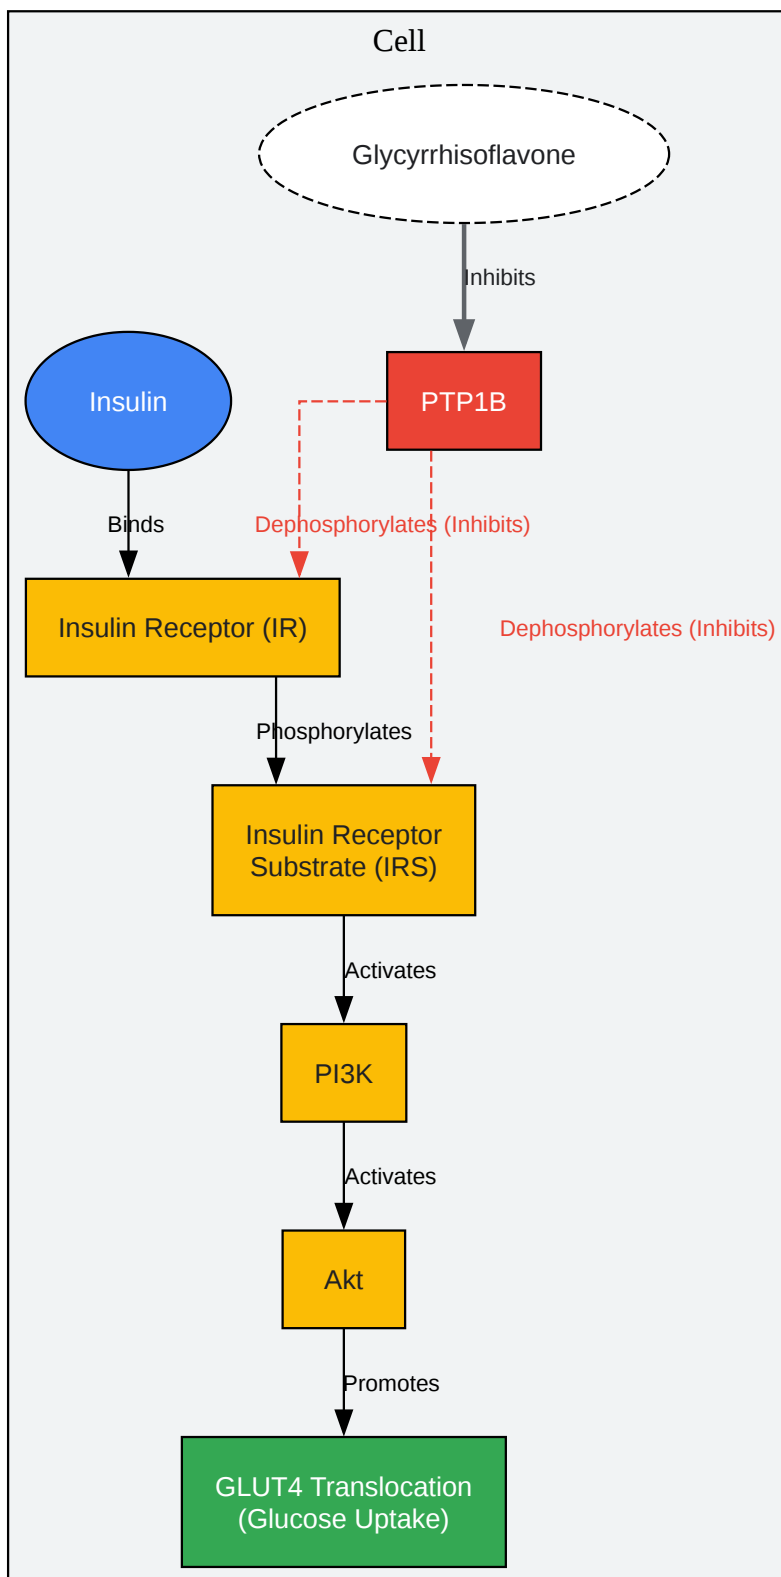 Cell
Glycyrrhisoflavone
Inhibits
Insulin
PTP1B
Binds
Dephosphorylates (Inhibits)
Insulin Receptor (IR)
Dephosphorylates (Inhibits)
Phosphorylates
Insulin Receptor
Substrate (IRS)
Activates
PI3K
Activates
Akt
Promotes
GLUT4 Translocation
(Glucose Uptake)